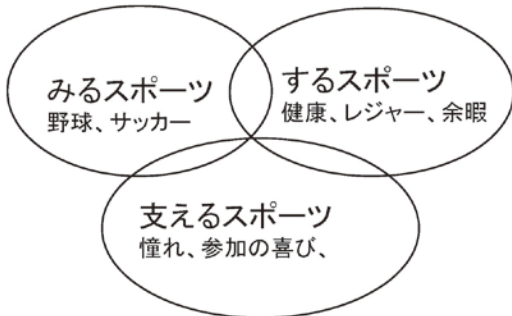 みるスポーツ
野球、サッカー
するスポーツ
健康、レジャー、余暇
支えるスポーツ
憧れ、参加の喜び、